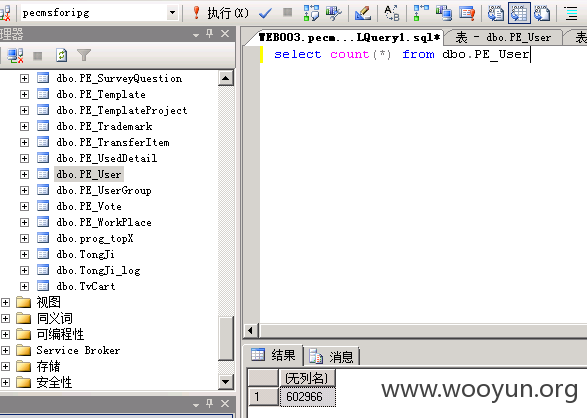 pecmsforipg
执行(X)
理器
dbo.PE_SurveyQuestion
dbo.PE_Template
dbo.PE_TemplateProject
dbo.PE_Trademark
dbo.PE_TransferItem
dbo.PE_UsedDetail
dbo.PE_User
dbo.PE_UserGroup
dbo.PE_Vote
dbo.PE_WorkPlace
dbo.prog_topX
dbo.TongJi
dbo.TongJi_log
dbo.TvCart
视图
同义词
可编程性
Service Broker
存储
安全性
WEB003.pecm...LQuery1.sql*
表 - dbo.PE_User
表
select count(*) from dbo.PE_User
结果
消息
(无列名)
1 602966
www.wooyun.org